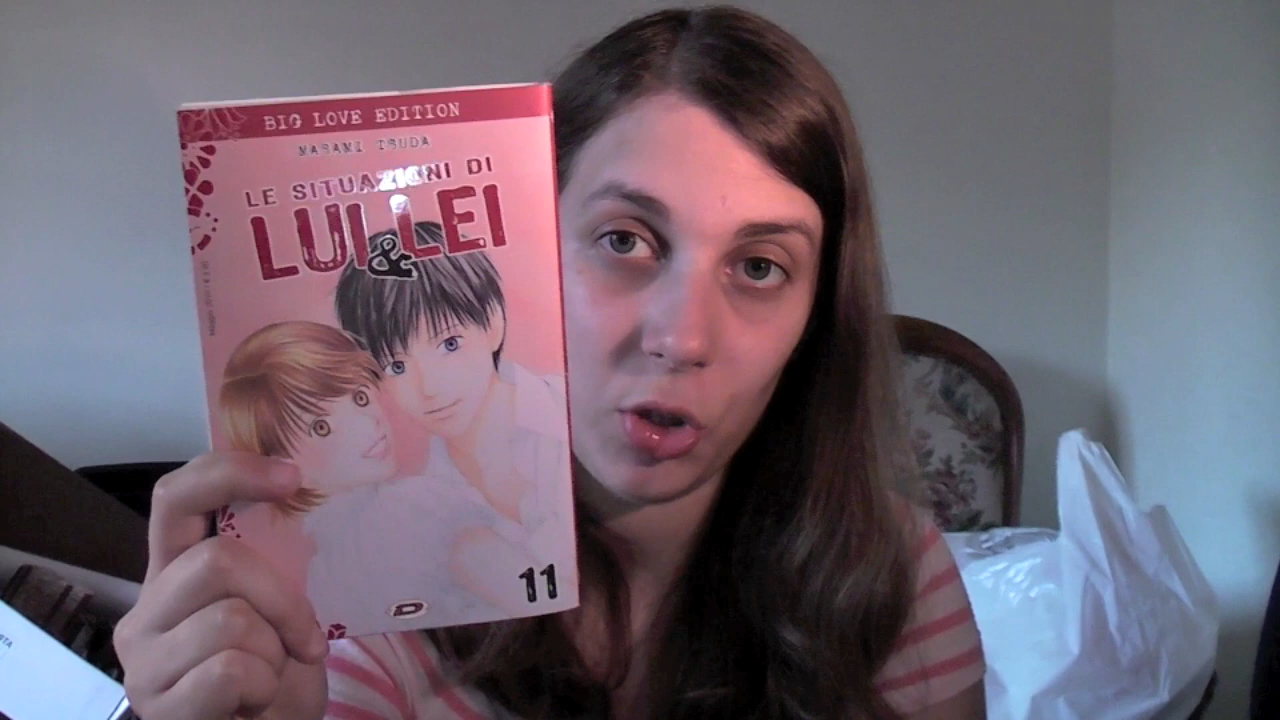 BIG LOVE EDITION
MASAMI TSUDA
LE SITUAZIONI DI
LUI & LEI
11
D